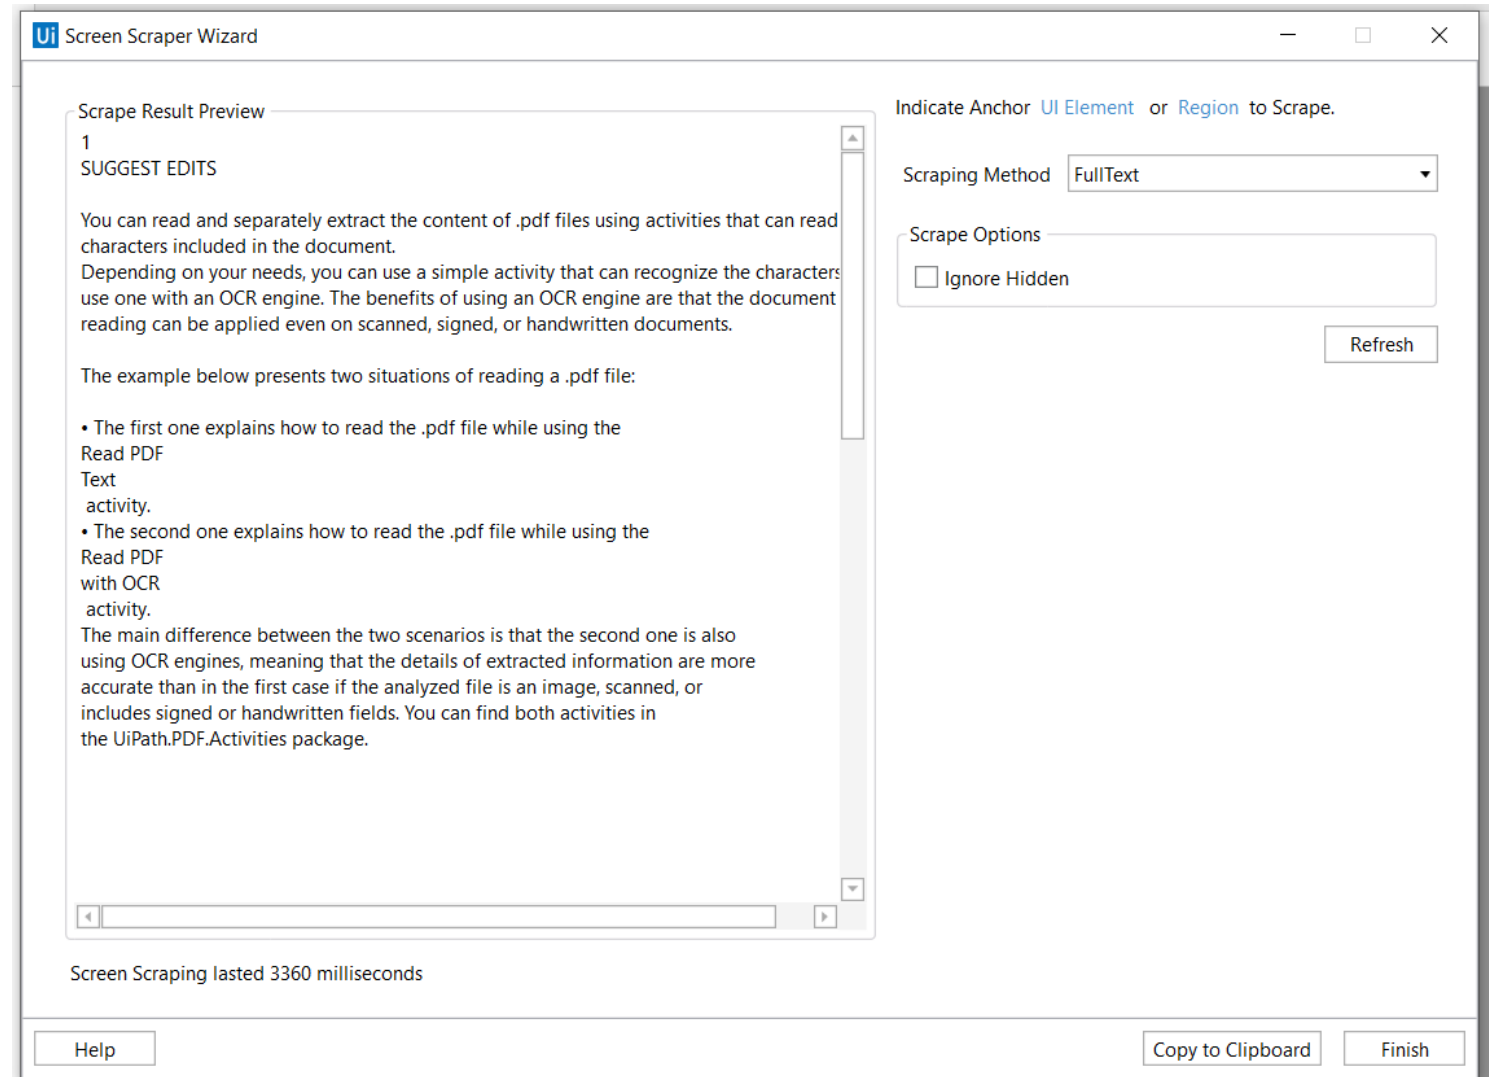 Ui Screen Scraper Wizard
Scrape Result Preview
1
SUGGEST EDITS
You can read and separately extract the content of .pdf files using activities that can read
characters included in the document.
Depending on your needs, you can use a simple activity that can recognize the characters
use one with an OCR engine. The benefits of using an OCR engine are that the document
reading can be applied even on scanned, signed, or handwritten documents.
The example below presents two situations of reading a .pdf file:
• The first one explains how to read the .pdf file while using the
Read PDF
Text
activity.
• The second one explains how to read the .pdf file while using the
Read PDF
with OCR
activity.
The main difference between the two scenarios is that the second one is also
using OCR engines, meaning that the details of extracted information are more
accurate than in the first case if the analyzed file is an image, scanned, or
includes signed or handwritten fields. You can find both activities in
the UiPath.PDF.Activities package.
Screen Scraping lasted 3360 milliseconds
Indicate Anchor UI Element or Region to Scrape.
Scraping Method FullText
Scrape Options
Ignore Hidden
Refresh
Help
Copy to Clipboard
Finish